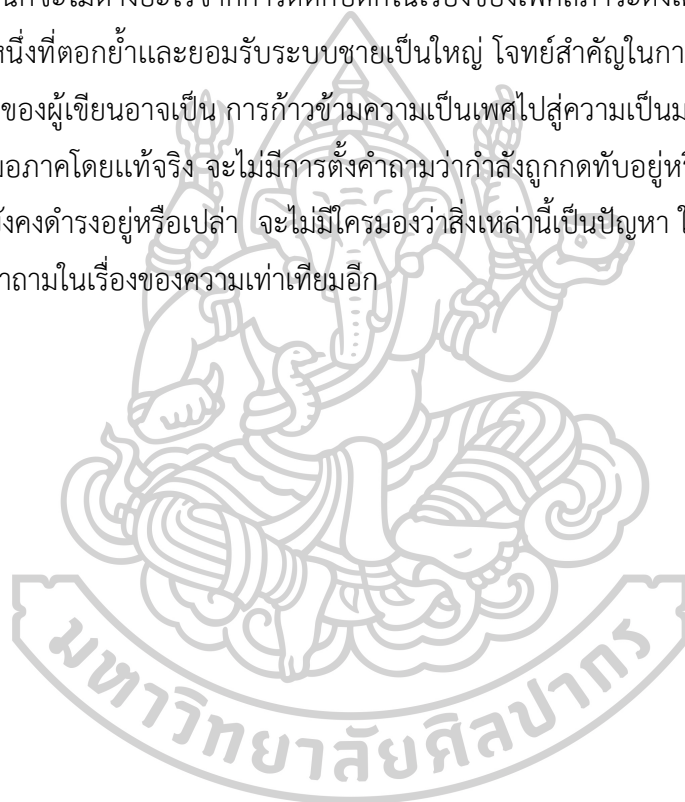 หนึ่งที่ตอกย้ำและยอมรับระบบชายเป็นใหญ่ โจทย์สำคัญในกา
ของผู้เขียนอาจเป็น การก้าวข้ามความเป็นเพศไปสู่ความเป็นม
มอภาคโดยแท้จริง จะไม่มีการตั้งคำถามว่ากำลังถูกกดทับอยู่ห
ังคงดำรงอยู่หรือเปล่า จะไม่มีใครมองว่าสิ่งเหล่านี้เป็นปัญหา
ำถามในเรื่องของความเท่าเทียมอีก
มหาวิทยาลัยศิลปากร